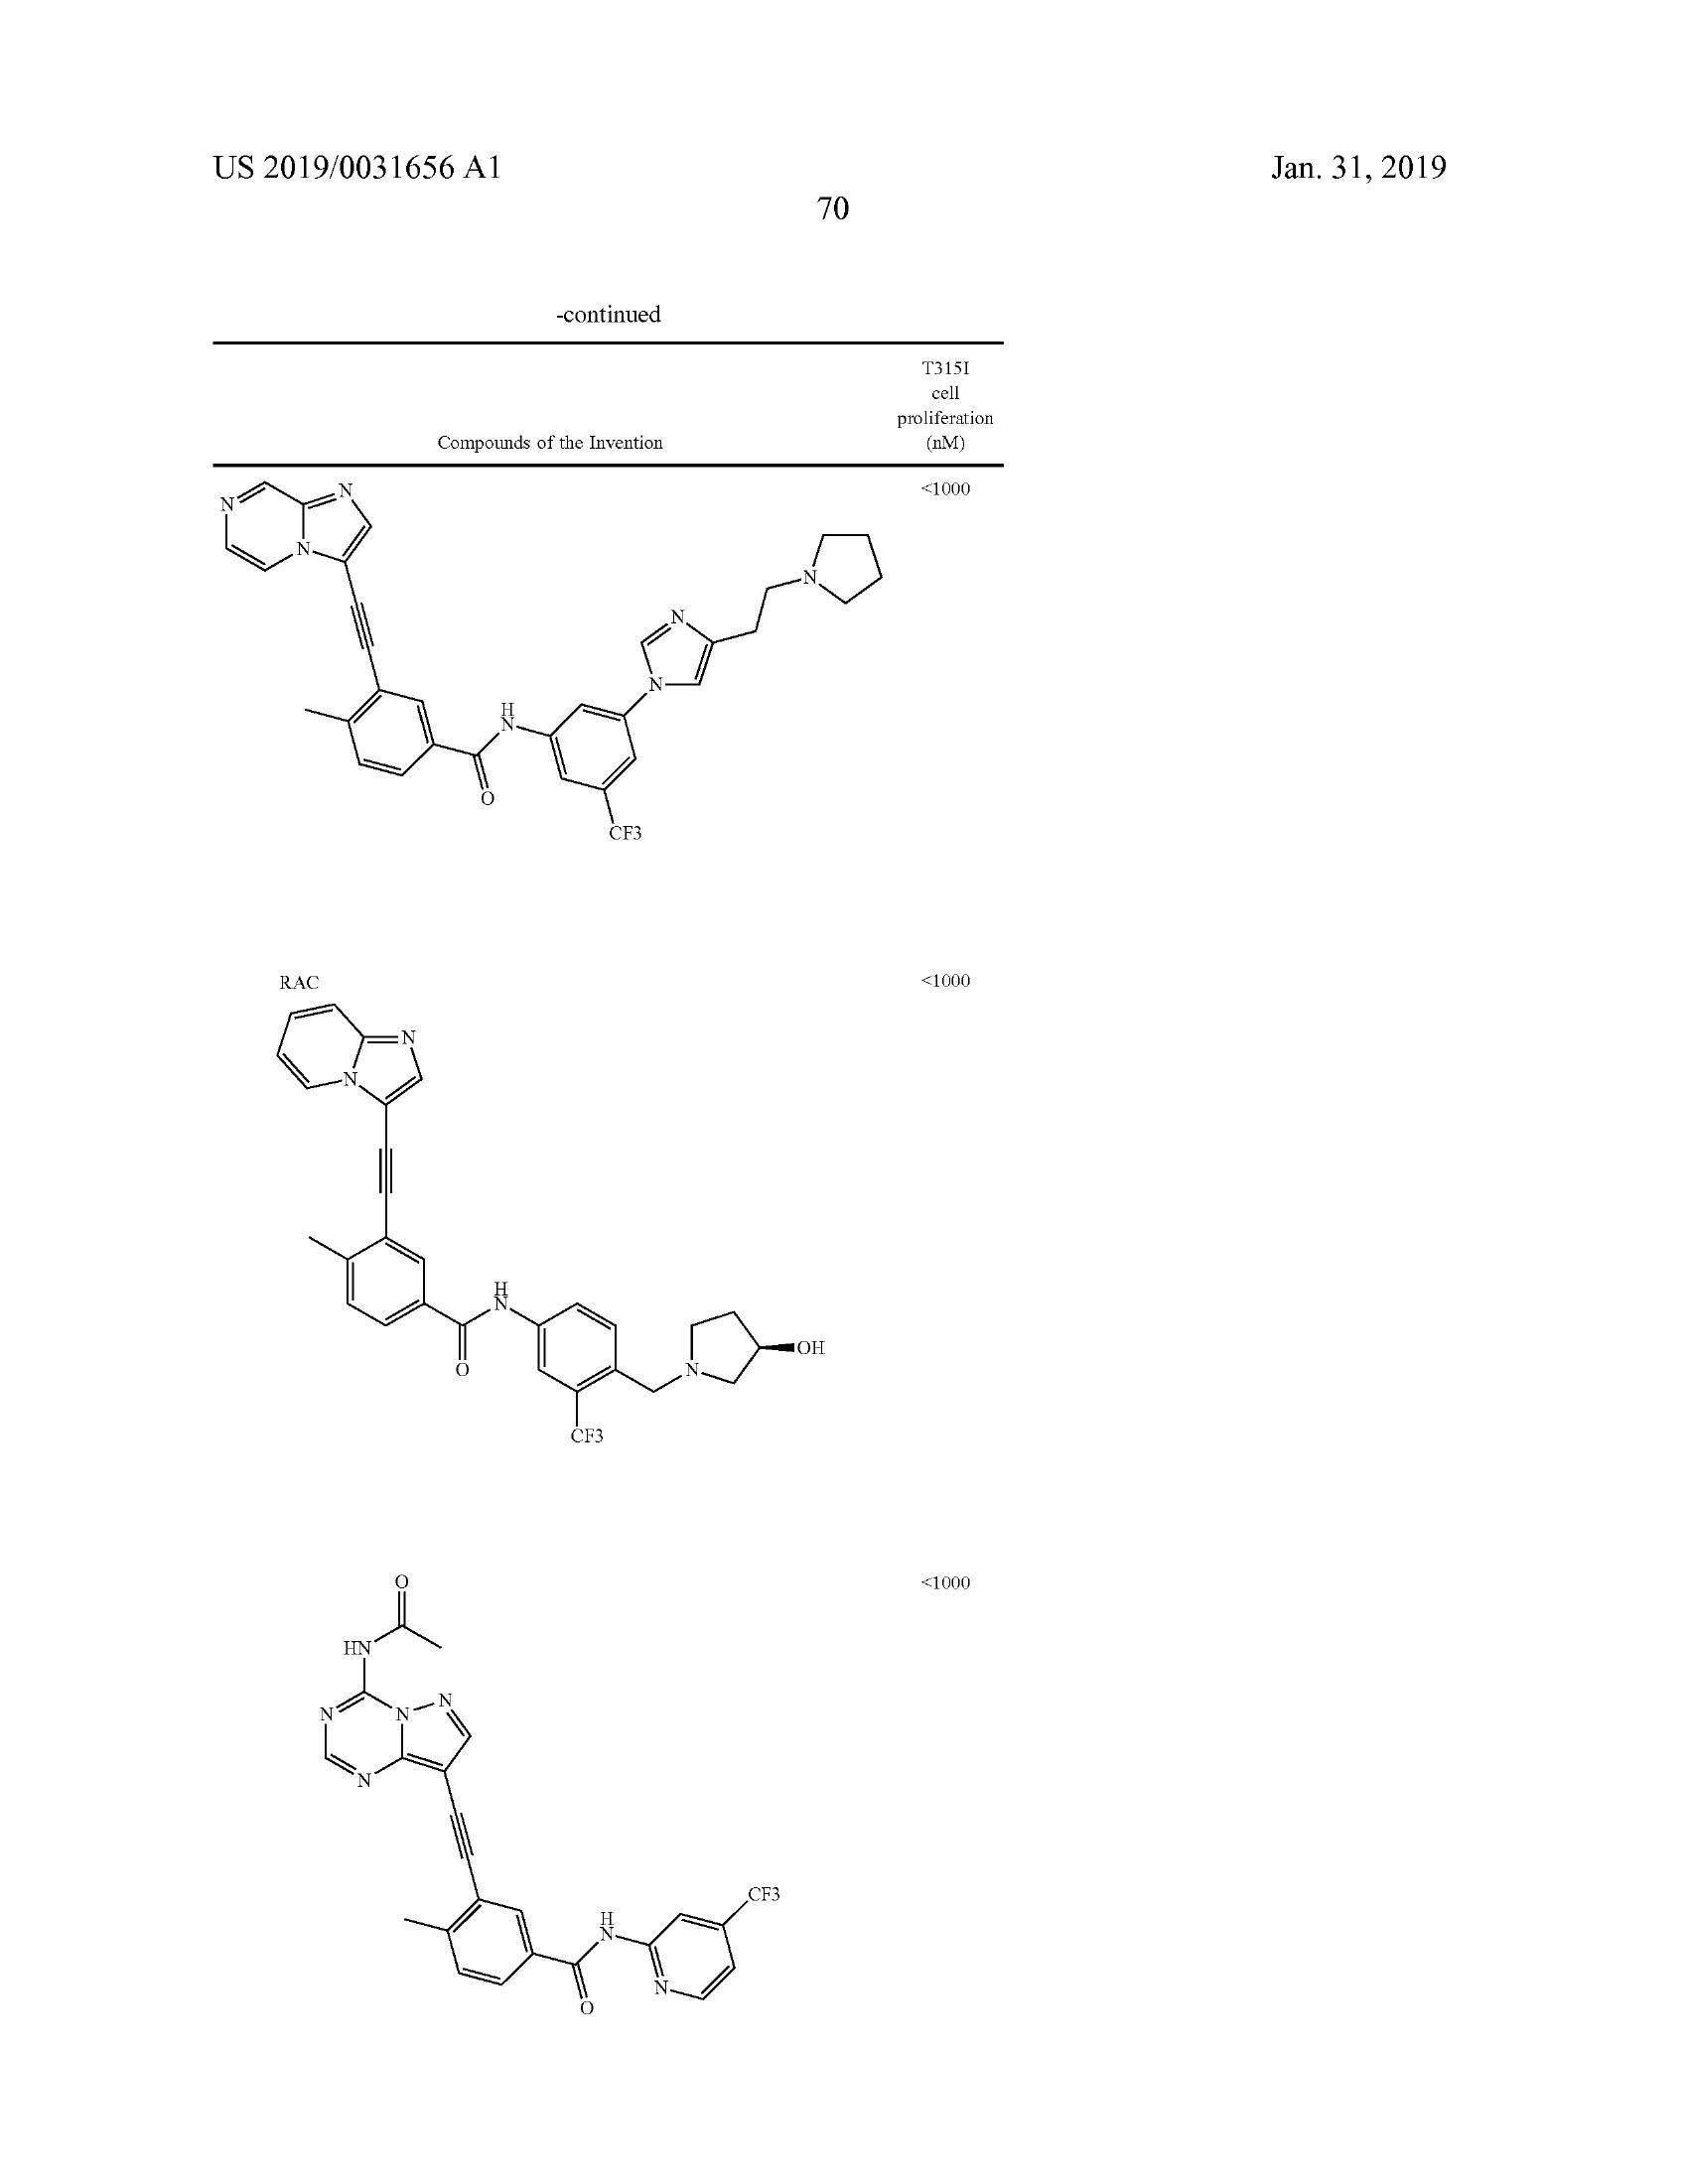 US 2019/0031656 A1
Jan. 31, 2019
70
-continued
T315I
cell
proliferation
Compounds of the Invention
(nM)
<1000
N
N
N
N
N
N
H
N
O
CF3
RAC
<1000
N
N
H
N
O
N
OH
CF3
O
<1000
HN
N
N
N
N
CF3
H
N
N
O